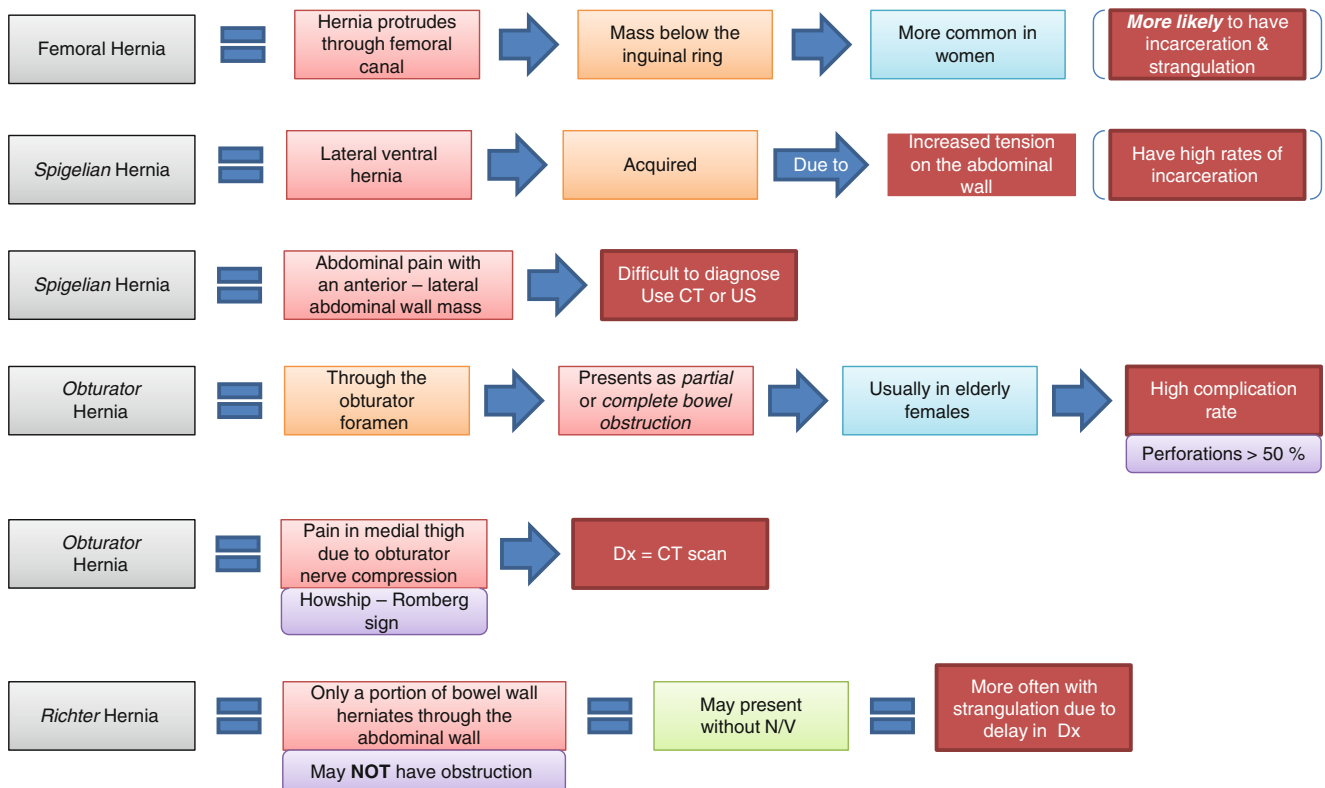 Femoral Hernia
Hernia protrudes
through femoral
canal
Mass below the
inguinal ring
More common in
women
More likely to have
incarceration &
strangulation
Spigelian Hernia
Lateral ventral
hernia
Acquired
Due to
Increased tension
on the abdominal
wall
Have high rates of
incarceration
Spigelian Hernia
Abdominal pain with
an anterior – lateral
abdominal wall mass
Difficult to diagnose
Use CT or US
Obturator
Hernia
Through the
obturator
foramen
Presents as partial
or complete bowel
obstruction
Usually in elderly
females
High complication
rate
Perforations > 50 %
Obturator
Hernia
Pain in medial thigh
due to obturator
nerve compression
Howship – Romberg
sign
Dx = CT scan
Richter Hernia
Only a portion of bowel wall
herniates through the
abdominal wall
May NOT have obstruction
May present
without N/V
More often with
strangulation due to
delay in Dx